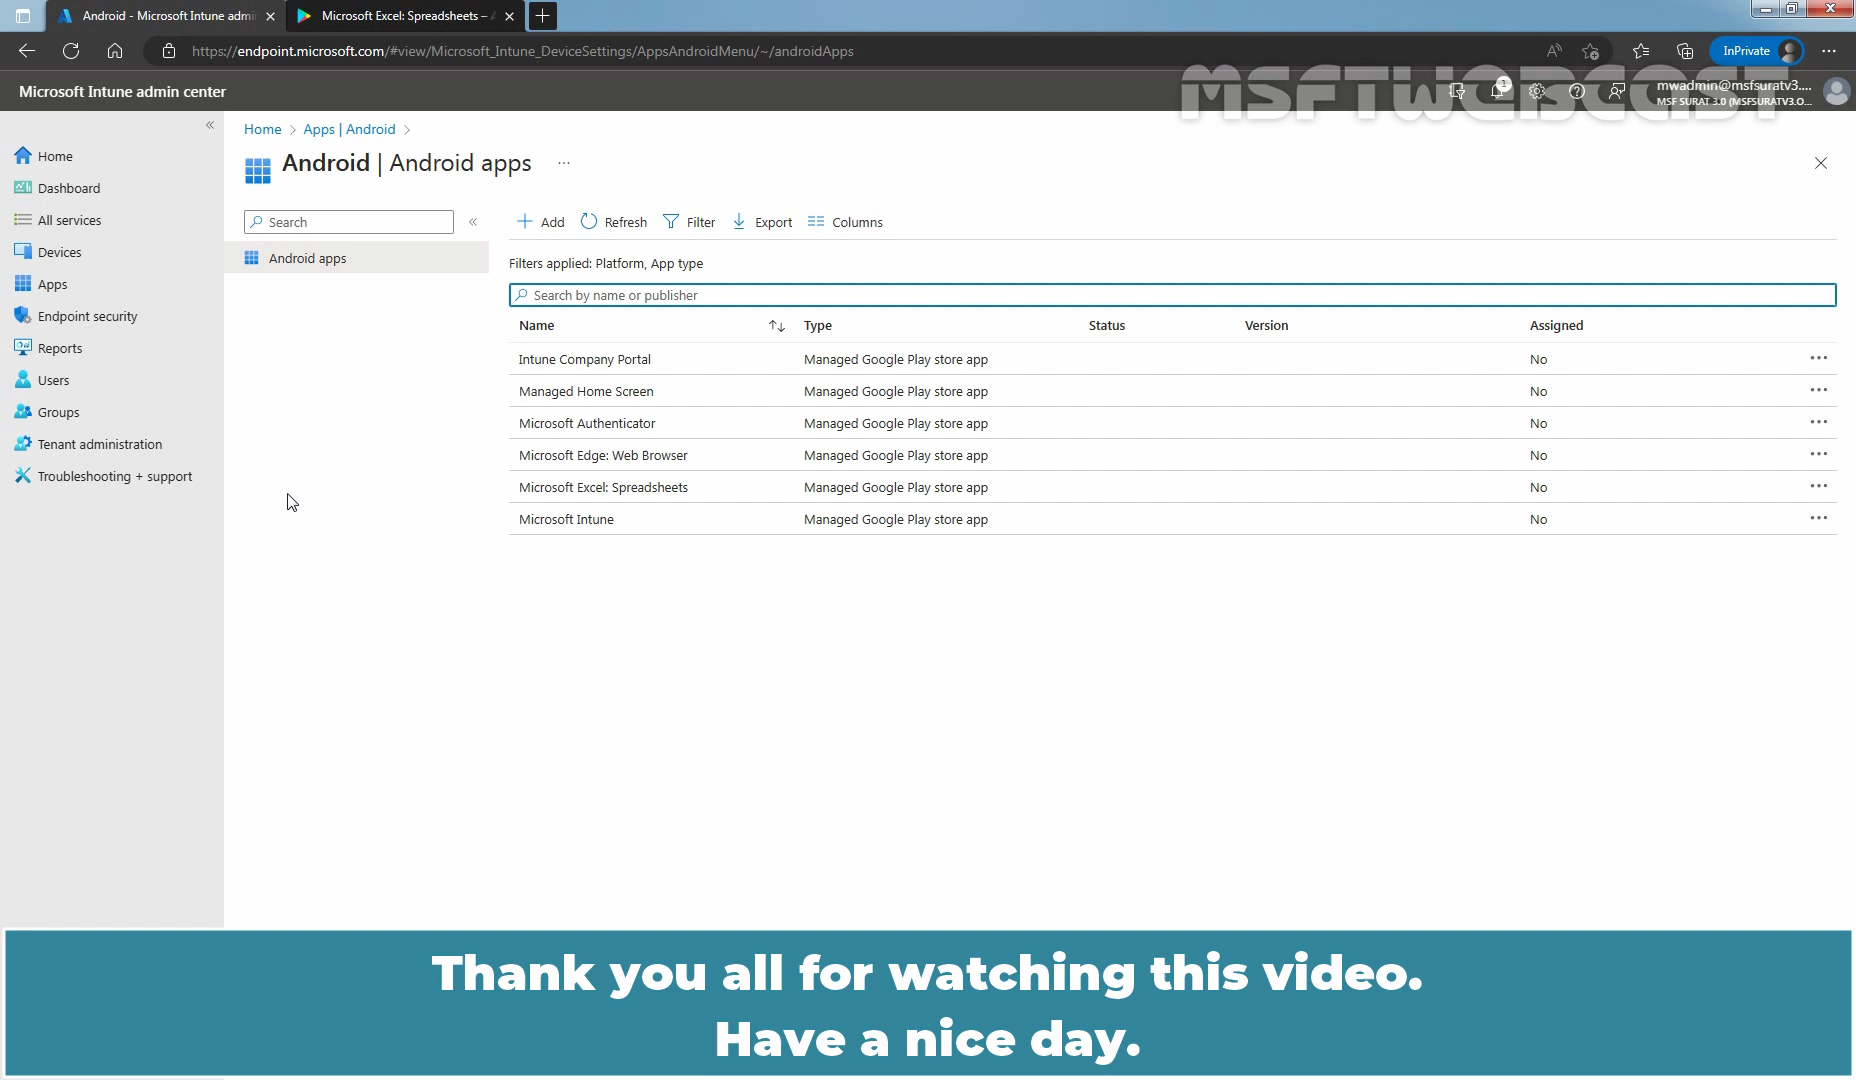 Android - Microsoft Intune admi
Microsoft Excel: Spreadsheets – A
https://endpoint.microsoft.com/#view/Microsoft_Intune_DeviceSettings/AppsAndroidMenu/~/androidApps
InPrivate
MSFTWEBCAST
Microsoft Intune admin center
1
mwadmin@msfsuratv3....
MSF SURAT 3.0 (MSFSURATV3.O...
Home > Apps | Android >
Android | Android apps ...
Home
Dashboard
All services
Devices
Apps
Endpoint security
Reports
Users
Groups
Tenant administration
Troubleshooting + support
Search
Android apps
Add Refresh Filter Export Columns
Filters applied: Platform, App type
Search by name or publisher
Name Type Status Version Assigned
Intune Company Portal Managed Google Play store app No
Managed Home Screen Managed Google Play store app No
Microsoft Authenticator Managed Google Play store app No
Microsoft Edge: Web Browser Managed Google Play store app No
Microsoft Excel: Spreadsheets Managed Google Play store app No
Microsoft Intune Managed Google Play store app No
Thank you all for watching this video.
Have a nice day.